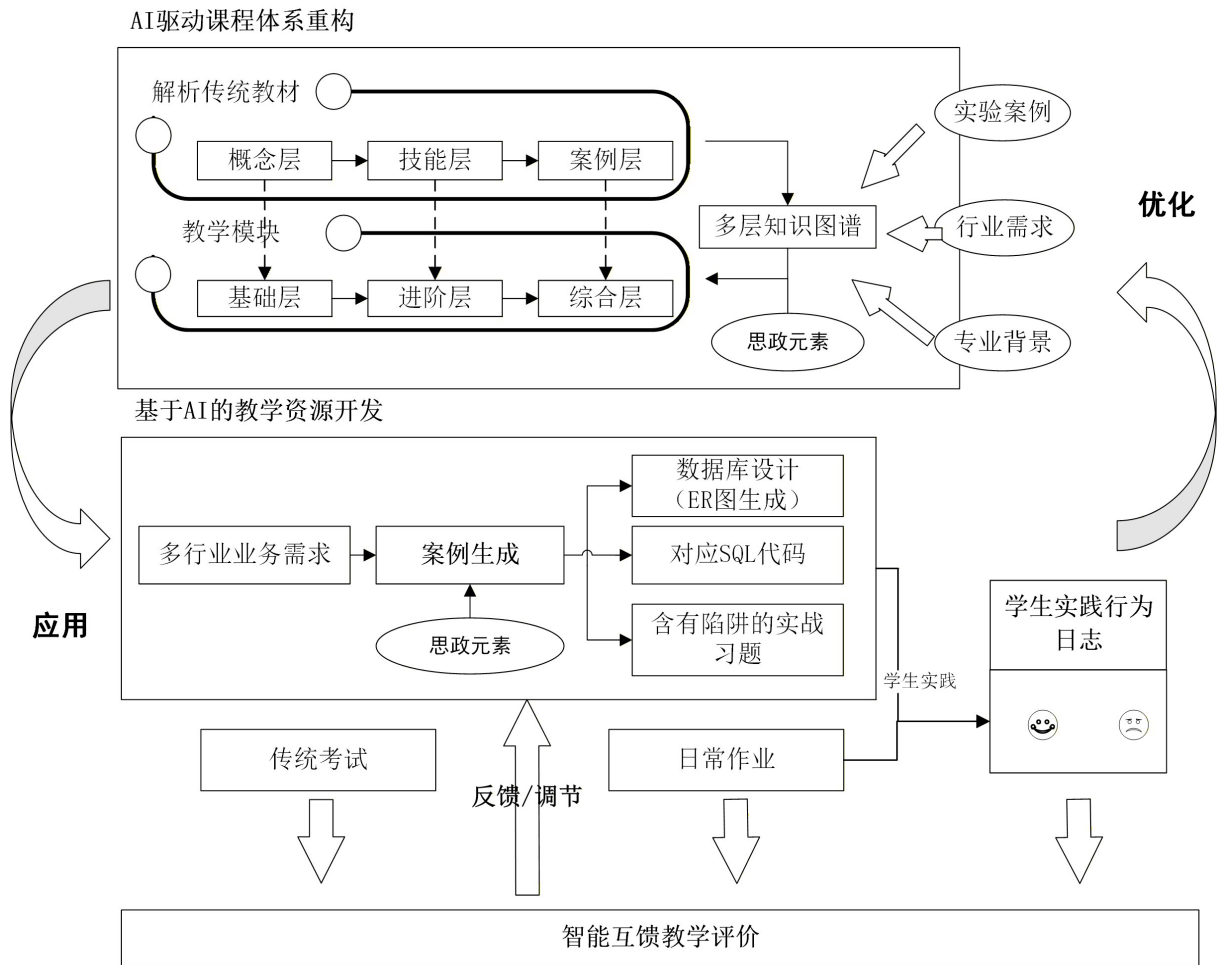 AI驱动课程体系重构
解析传统教材
实验案例
概念层
技能层
案例层
优化
教学模块
多层知识图谱
行业需求
基础层
进阶层
综合层
思政元素
专业背景
基于AI的教学资源开发
数据库设计
（ER图生成）
多行业业务需求
案例生成
对应SQL代码
应用
思政元素
含有陷阱的实战
习题
学生实践行为
日志
学生实践
传统考试
日常作业
反馈/调节
智能互馈教学评价